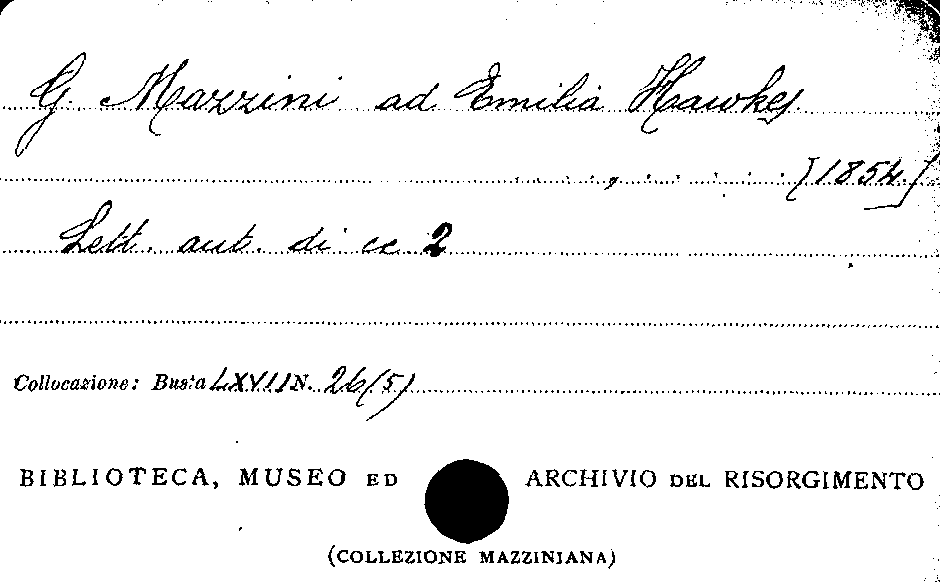 G. Mazzini ad Emilia Hawkes
[1854.]
Lett. aut. di cc 2
Collocazione: Busta LXVII N. 26(5)
BIBLIOTECA, MUSEO ED ARCHIVIO DEL RISORGIMENTO
(COLLEZIONE MAZZINIANA)